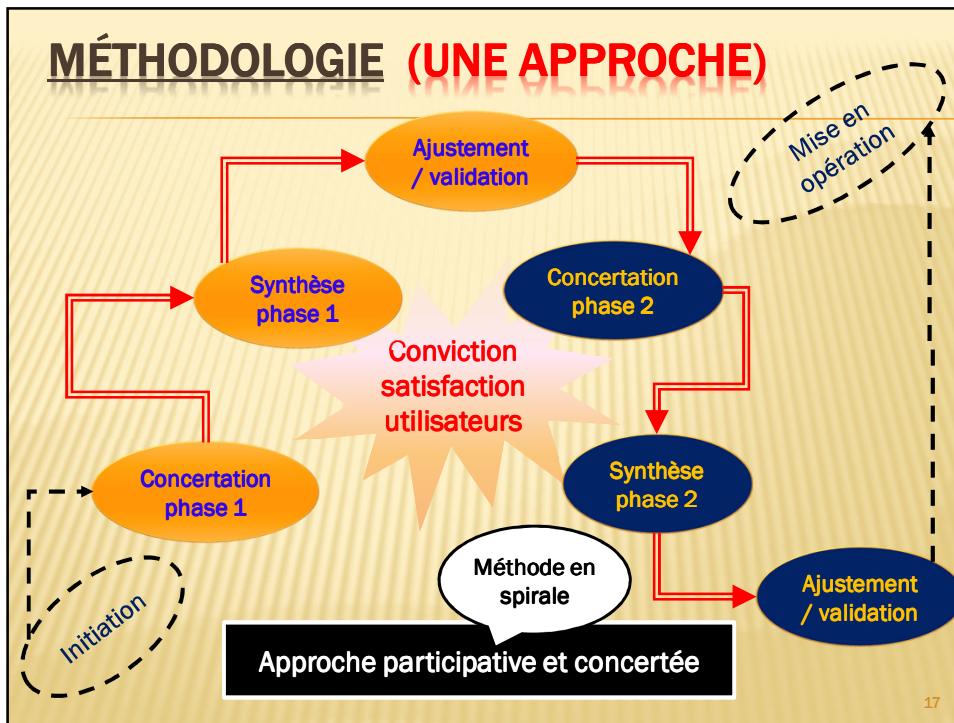 MÉTHODOLOGIE (UNE APPROCHE)
Mise en
opération
Ajustement
/ validation
Synthèse
phase 1
Concertation
phase 2
Conviction
satisfaction
utilisateurs
Concertation
phase 1
Synthèse
phase 2
Méthode en
spirale
Ajustement
/ validation
Initiation
Approche participative et concertée
17